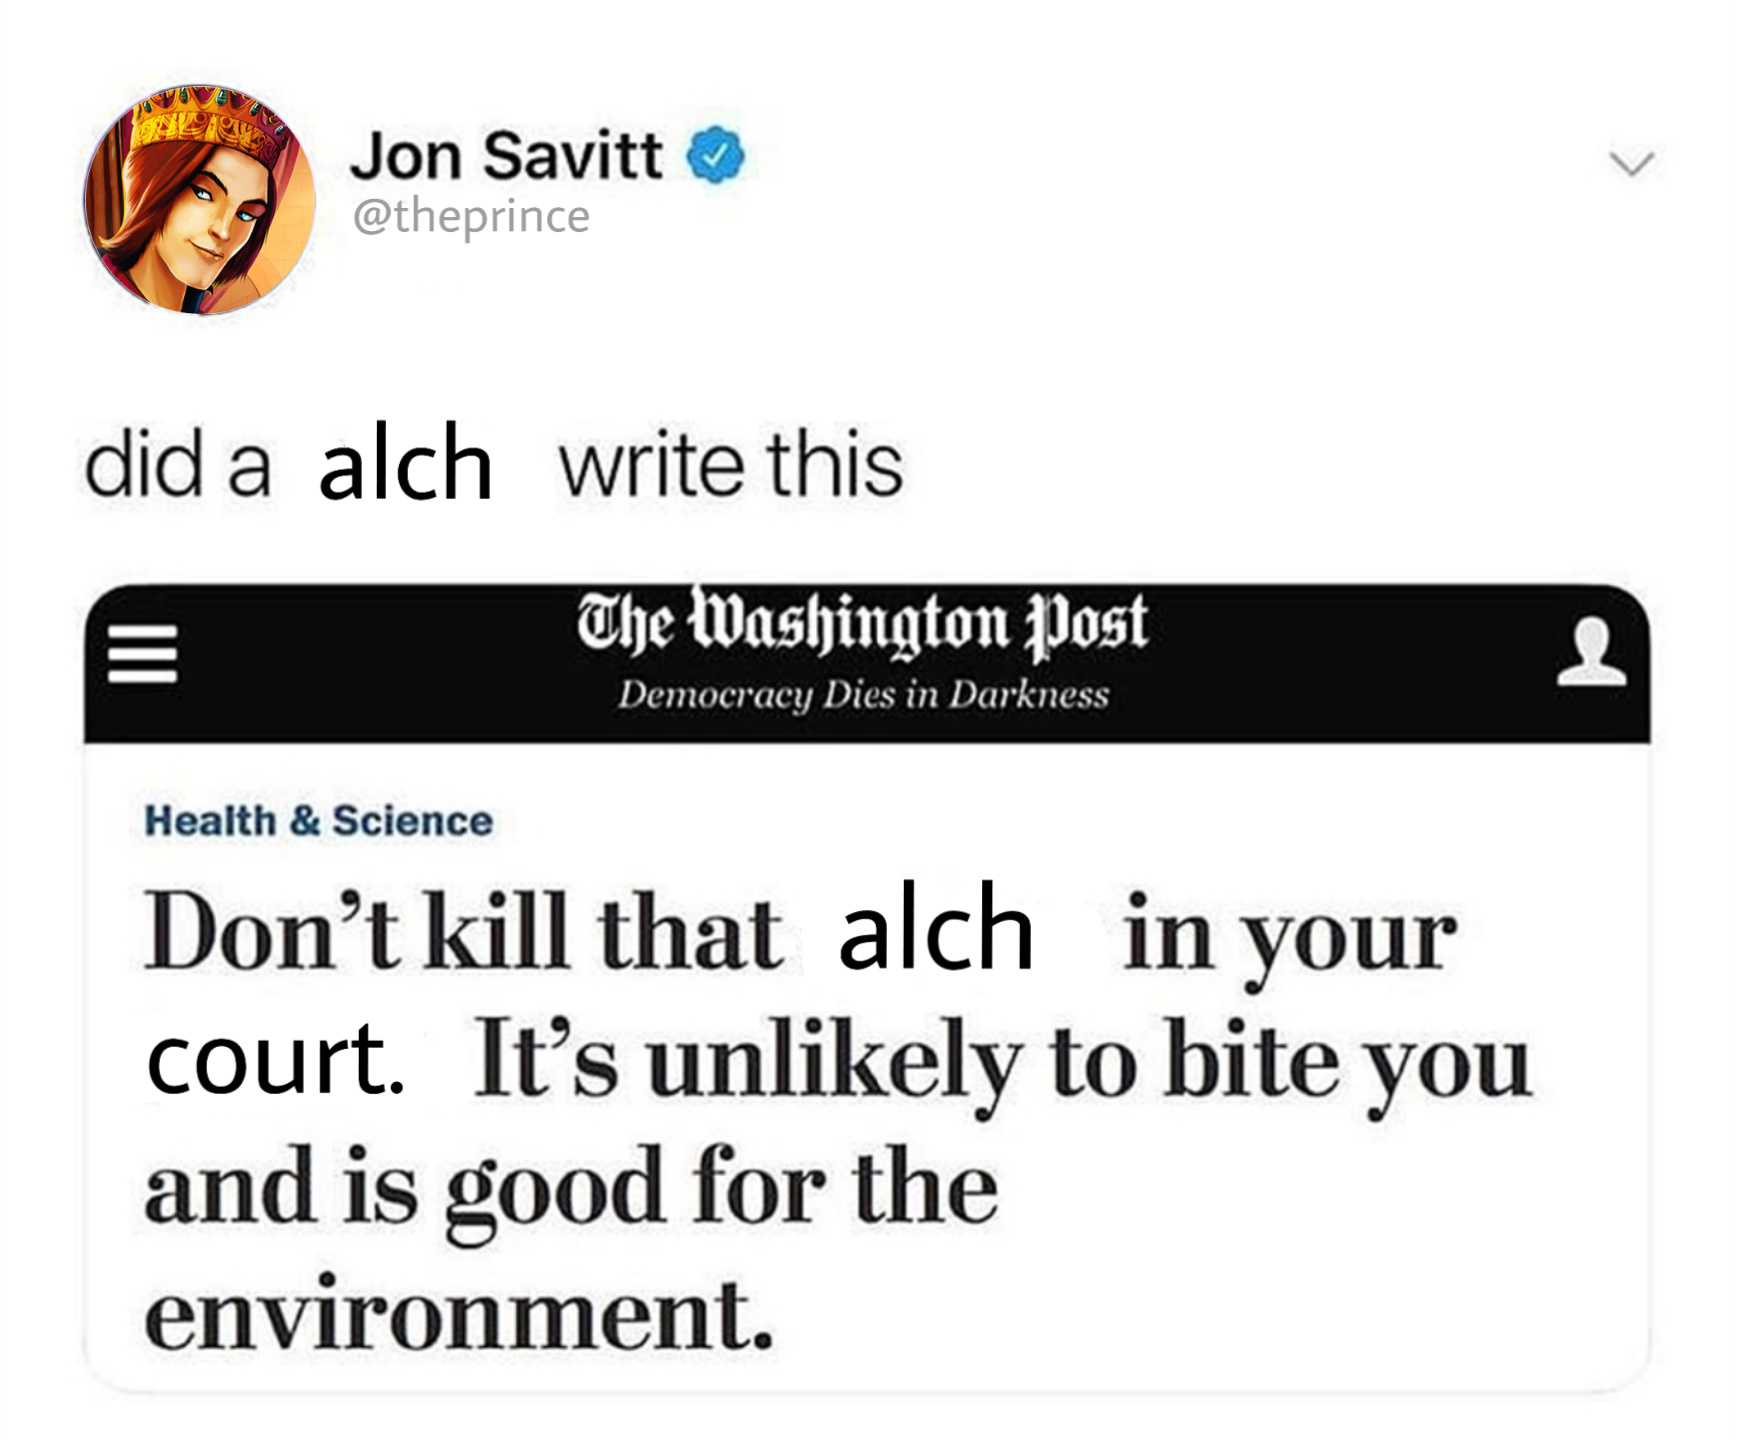 Jon Savitt
@theprince
did a alch write this
The Washington Post
Democracy Dies in Darkness
Health & Science
Don't kill that alch in your
court. It's unlikely to bite you
and is good for the
environment.